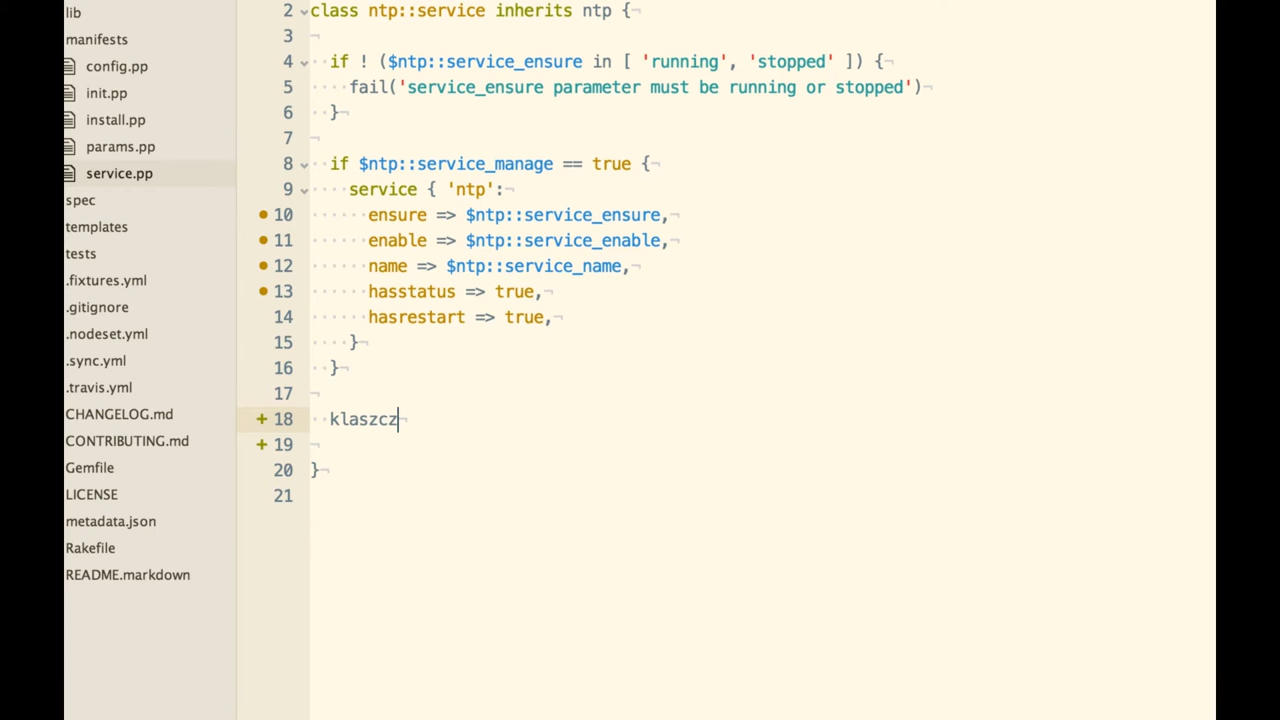 lib
manifests
config.pp
init.pp
install.pp
params.pp
service.pp
spec
templates
tests
.fixtures.yml
.gitignore
.nodeset.yml
.sync.yml
.travis.yml
CHANGELOG.md
CONTRIBUTING.md
Gemfile
LICENSE
metadata.json
Rakefile
README.markdown
2 class ntp::service inherits ntp {
3
4 if ! ($ntp::service_ensure in [ 'running', 'stopped' ]) {
5 fail('service_ensure parameter must be running or stopped')
6 }
7
8 if $ntp::service_manage == true {
9 service { 'ntp':
10 ensure => $ntp::service_ensure,
11 enable => $ntp::service_enable,
12 name => $ntp::service_name,
13 hasstatus => true,
14 hasrestart => true,
15 }
16 }
17
+ 18 klaszcz
+ 19
20 }
21